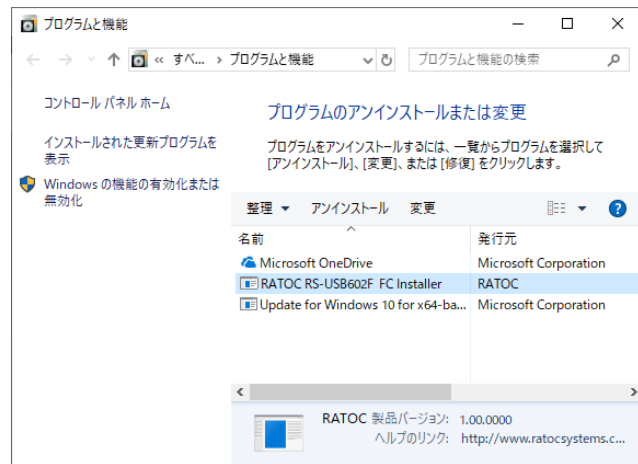 プログラムと機能
« すべ... › プログラムと機能
プログラムと機能の検索
コントロール パネル ホーム
インストールされた更新プログラムを
表示
Windows の機能の有効化または
無効化
プログラムのアンインストールまたは変更
プログラムをアンインストールするには、一覧からプログラムを選択して
[アンインストール]、[変更]、または [修復] をクリックします。
整理 アンインストール 変更
名前 発行元
Microsoft OneDrive Microsoft Corporation
RATOC RS-USB602F FC Installer RATOC
Update for Windows 10 for x64-ba... Microsoft Corporation
RATOC 製品バージョン: 1.00.0000
ヘルプのリンク: http://www.ratocsystems.c...